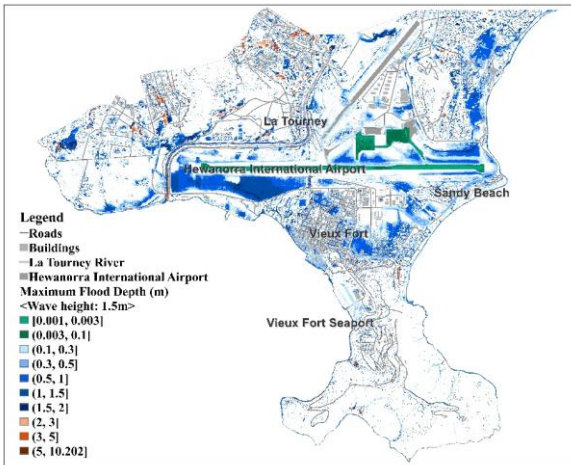 La Tourney
Hewanorra International Airport
Sandy Beach
Vieux Fort
Vieux Fort Seaport
Legend
Roads
Buildings
La Tourney River
Hewanorra International Airport
Maximum Flood Depth (m)
<Wave height: 1.5m>
[0.001, 0.003]
(0.003, 0.1]
(0.1, 0.3]
(0.3, 0.5]
(0.5, 1]
(1, 1.5]
(1.5, 2]
(2, 3]
(3, 5]
(5, 10.202]